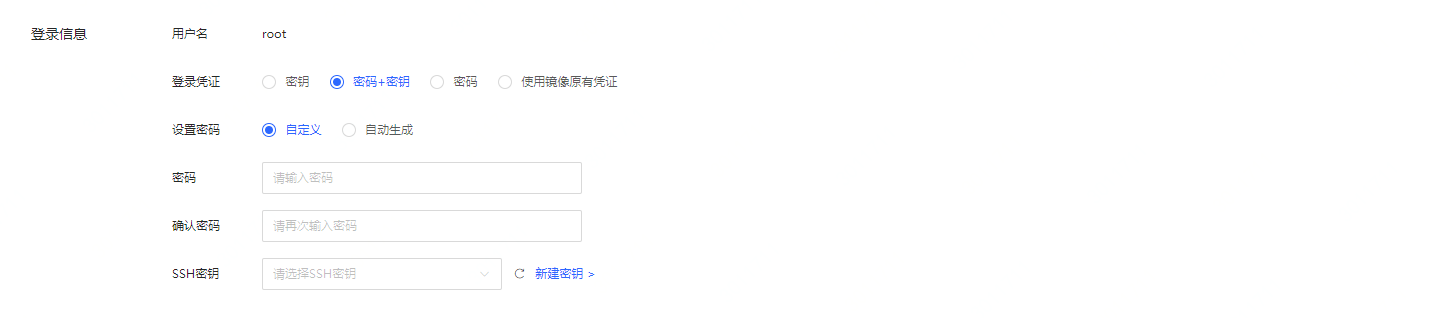 登录信息 用户名 root
登录凭证 密钥 密码+密钥 密码 使用镜像原有凭证
设置密码 自定义 自动生成
密码 请输入密码
确认密码 请再次输入密码
SSH密钥 请选择SSH密钥 新建密钥 >